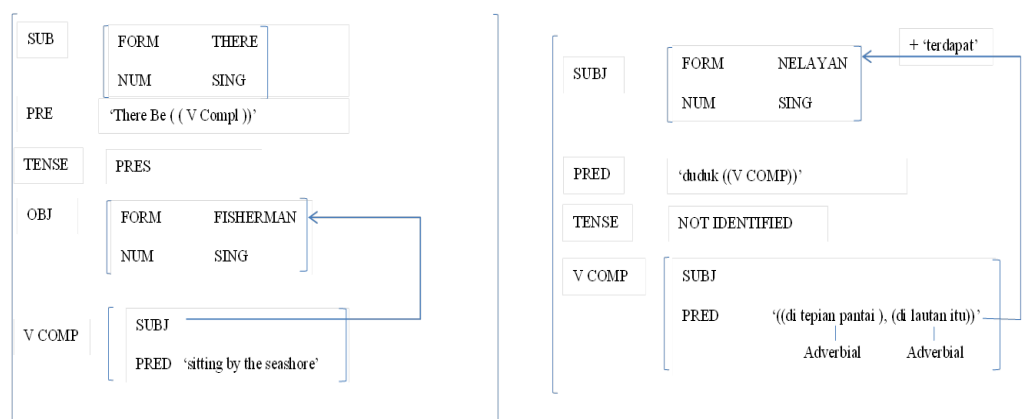 SUB FORM THERE
NUM SING
PRE ‘There Be ( ( V Compl ))’
TENSE PRES
OBJ FORM FISHERMAN
NUM SING
V COMP SUBJ
PRED ‘sitting by the seashore’
+ ‘terdapat’
SUBJ FORM NELAYAN
NUM SING
PRED ‘duduk ((V COMP))’
TENSE NOT IDENTIFIED
V COMP SUBJ
PRED ‘((di tepian pantai ), (di lautan itu))’
Adverbial Adverbial